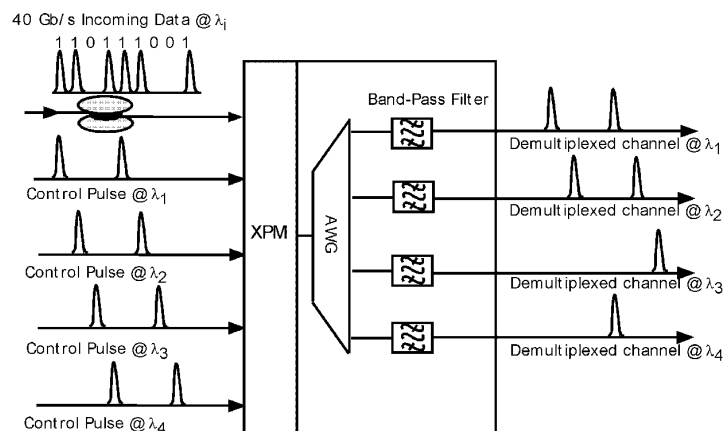 40 Gb/s Incoming Data @ λi
1 1 0 1 1 1 0 0 1
Control Pulse @ λ1
Control Pulse @ λ2
Control Pulse @ λ3
Control Pulse @ λ4
XPM
AWG
Band-Pass Filter
Demultiplexed channel @ λ1
Demultiplexed channel @ λ2
Demultiplexed channel @ λ3
Demultiplexed channel @ λ4